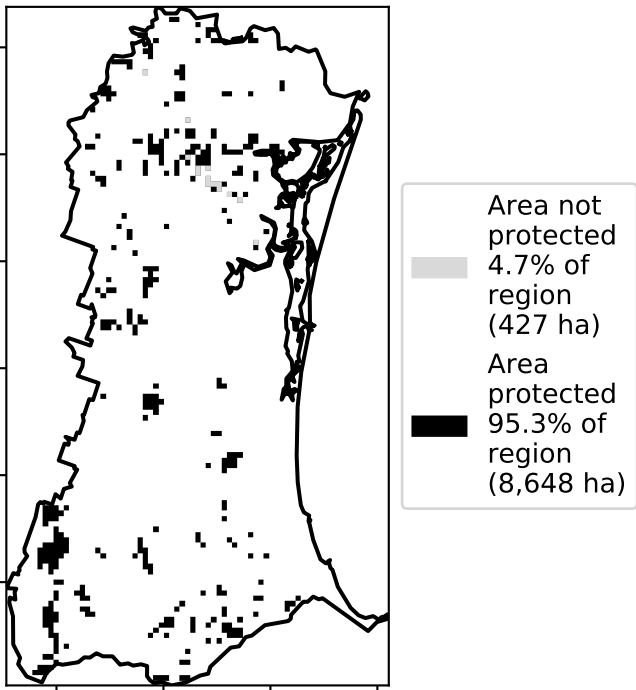 Area not
protected
4.7% of
region
(427 ha)
Area
protected
95.3% of
region
(8,648 ha)